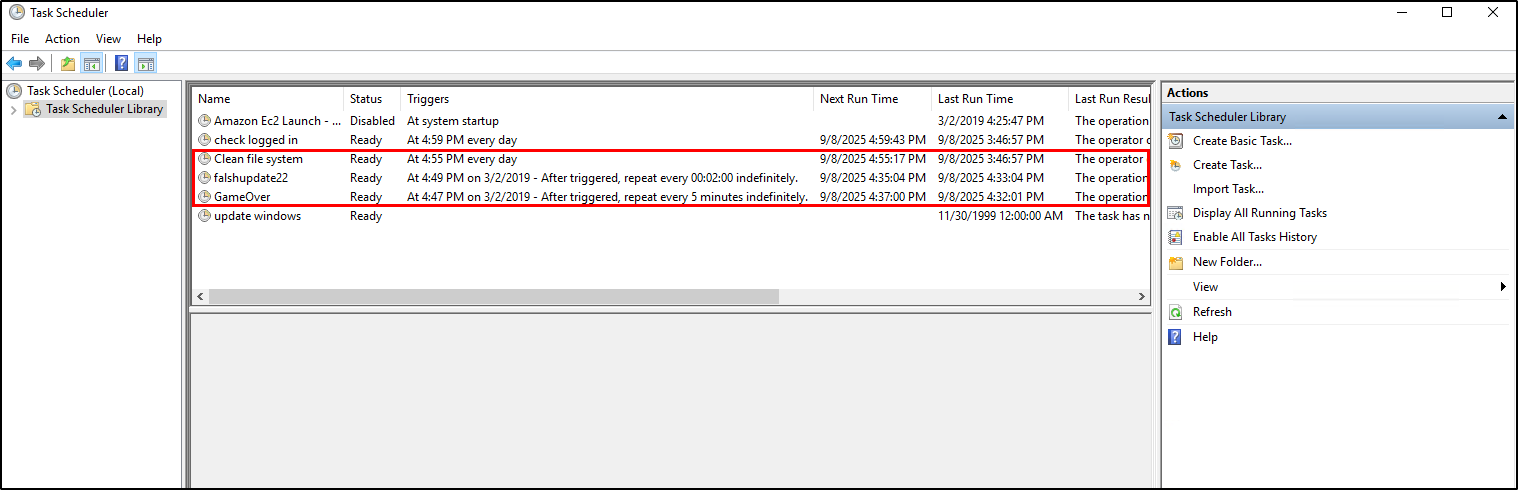 Task Scheduler
File Action View Help
Task Scheduler (Local)
Task Scheduler Library
Name Status Triggers Next Run Time Last Run Time Last Run Resul
Amazon Ec2 Launch - ... Disabled At system startup 3/2/2019 4:25:47 PM The operation
check logged in Ready At 4:59 PM every day 9/8/2025 4:59:43 PM 9/8/2025 3:46:57 PM The operator o
Clean file system Ready At 4:55 PM every day 9/8/2025 4:55:17 PM 9/8/2025 3:46:57 PM The operator
falshupdate22 Ready At 4:49 PM on 3/2/2019 - After triggered, repeat every 00:02:00 indefinitely. 9/8/2025 4:35:04 PM 9/8/2025 4:33:04 PM The operation
GameOver Ready At 4:47 PM on 3/2/2019 - After triggered, repeat every 5 minutes indefinitely. 9/8/2025 4:37:00 PM 9/8/2025 4:32:01 PM The operation
update windows Ready 11/30/1999 12:00:00 AM The task has n
Actions
Task Scheduler Library
Create Basic Task...
Create Task...
Import Task...
Display All Running Tasks
Enable All Tasks History
New Folder...
View
Refresh
Help